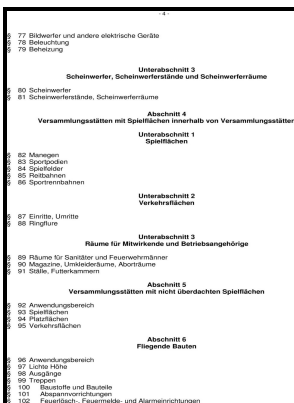 - 4 -
§ 77 Bildwerfer und andere elektrische Geräte
§ 78 Beleuchtung
§ 79 Beheizung
Unterabschnitt 3
Scheinwerfer, Scheinwerferstände und Scheinwerferräume
§ 80 Scheinwerfer
§ 81 Scheinwerferstände, Scheinwerferräume
Abschnitt 4
Versammlungsstätten mit Spielflächen innerhalb von Versammlungsstätten
Unterabschnitt 1
Spielflächen
§ 82 Manegen
§ 83 Sportpodien
§ 84 Spielfelder
§ 85 Reitbahnen
§ 86 Sportrennbahnen
Unterabschnitt 2
Verkehrsflächen
§ 87 Einritte, Umritte
§ 88 Ringflure
Unterabschnitt 3
Räume für Mitwirkende und Betriebsangehörige
§ 89 Räume für Sanitäter und Feuerwehrmänner
§ 90 Magazine, Umkleideräume, Aborträume
§ 91 Ställe, Futterkammern
Abschnitt 5
Versammlungsstätten mit nicht überdachten Spielflächen
§ 92 Anwendungsbereich
§ 93 Spielflächen
§ 94 Platzflächen
§ 95 Verkehrsflächen
Abschnitt 6
Fliegende Bauten
§ 96 Anwendungsbereich
§ 97 Lichte Höhe
§ 98 Ausgänge
§ 99 Treppen
§ 100 Baustoffe und Bauteile
§ 101 Abspannvorrichtungen
§ 102 Feuerlösch-, Feuermelde- und Alarmeinrichtungen